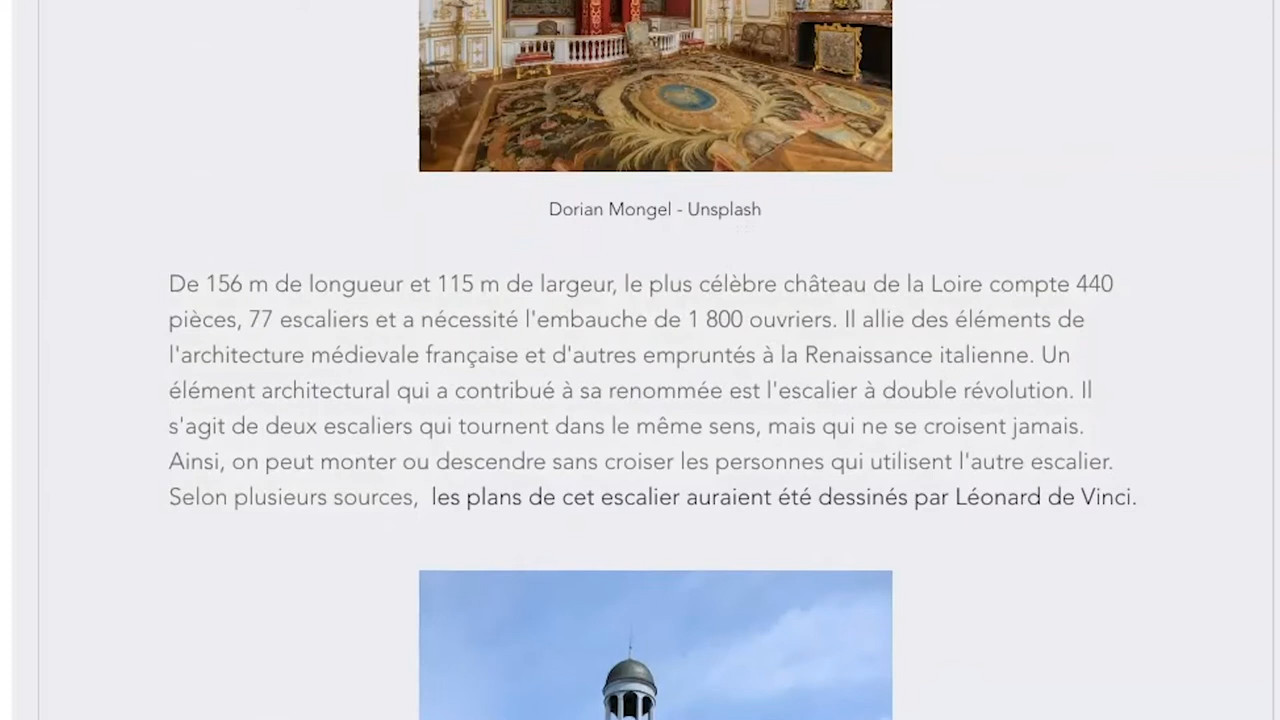 Dorian Mongel - Unsplash
De 156 m de longueur et 115 m de largeur, le plus célèbre château de la Loire compte 440
pièces, 77 escaliers et a nécessité l'embauche de 1 800 ouvriers. Il allie des éléments de
l'architecture médievale française et d'autres empruntés à la Renaissance italienne. Un
élément architectural qui a contribué à sa renommée est l'escalier à double révolution. Il
s'agit de deux escaliers qui tournent dans le même sens, mais qui ne se croisent jamais.
Ainsi, on peut monter ou descendre sans croiser les personnes qui utilisent l'autre escalier.
Selon plusieurs sources, les plans de cet escalier auraient été dessinés par Léonard de Vinci.